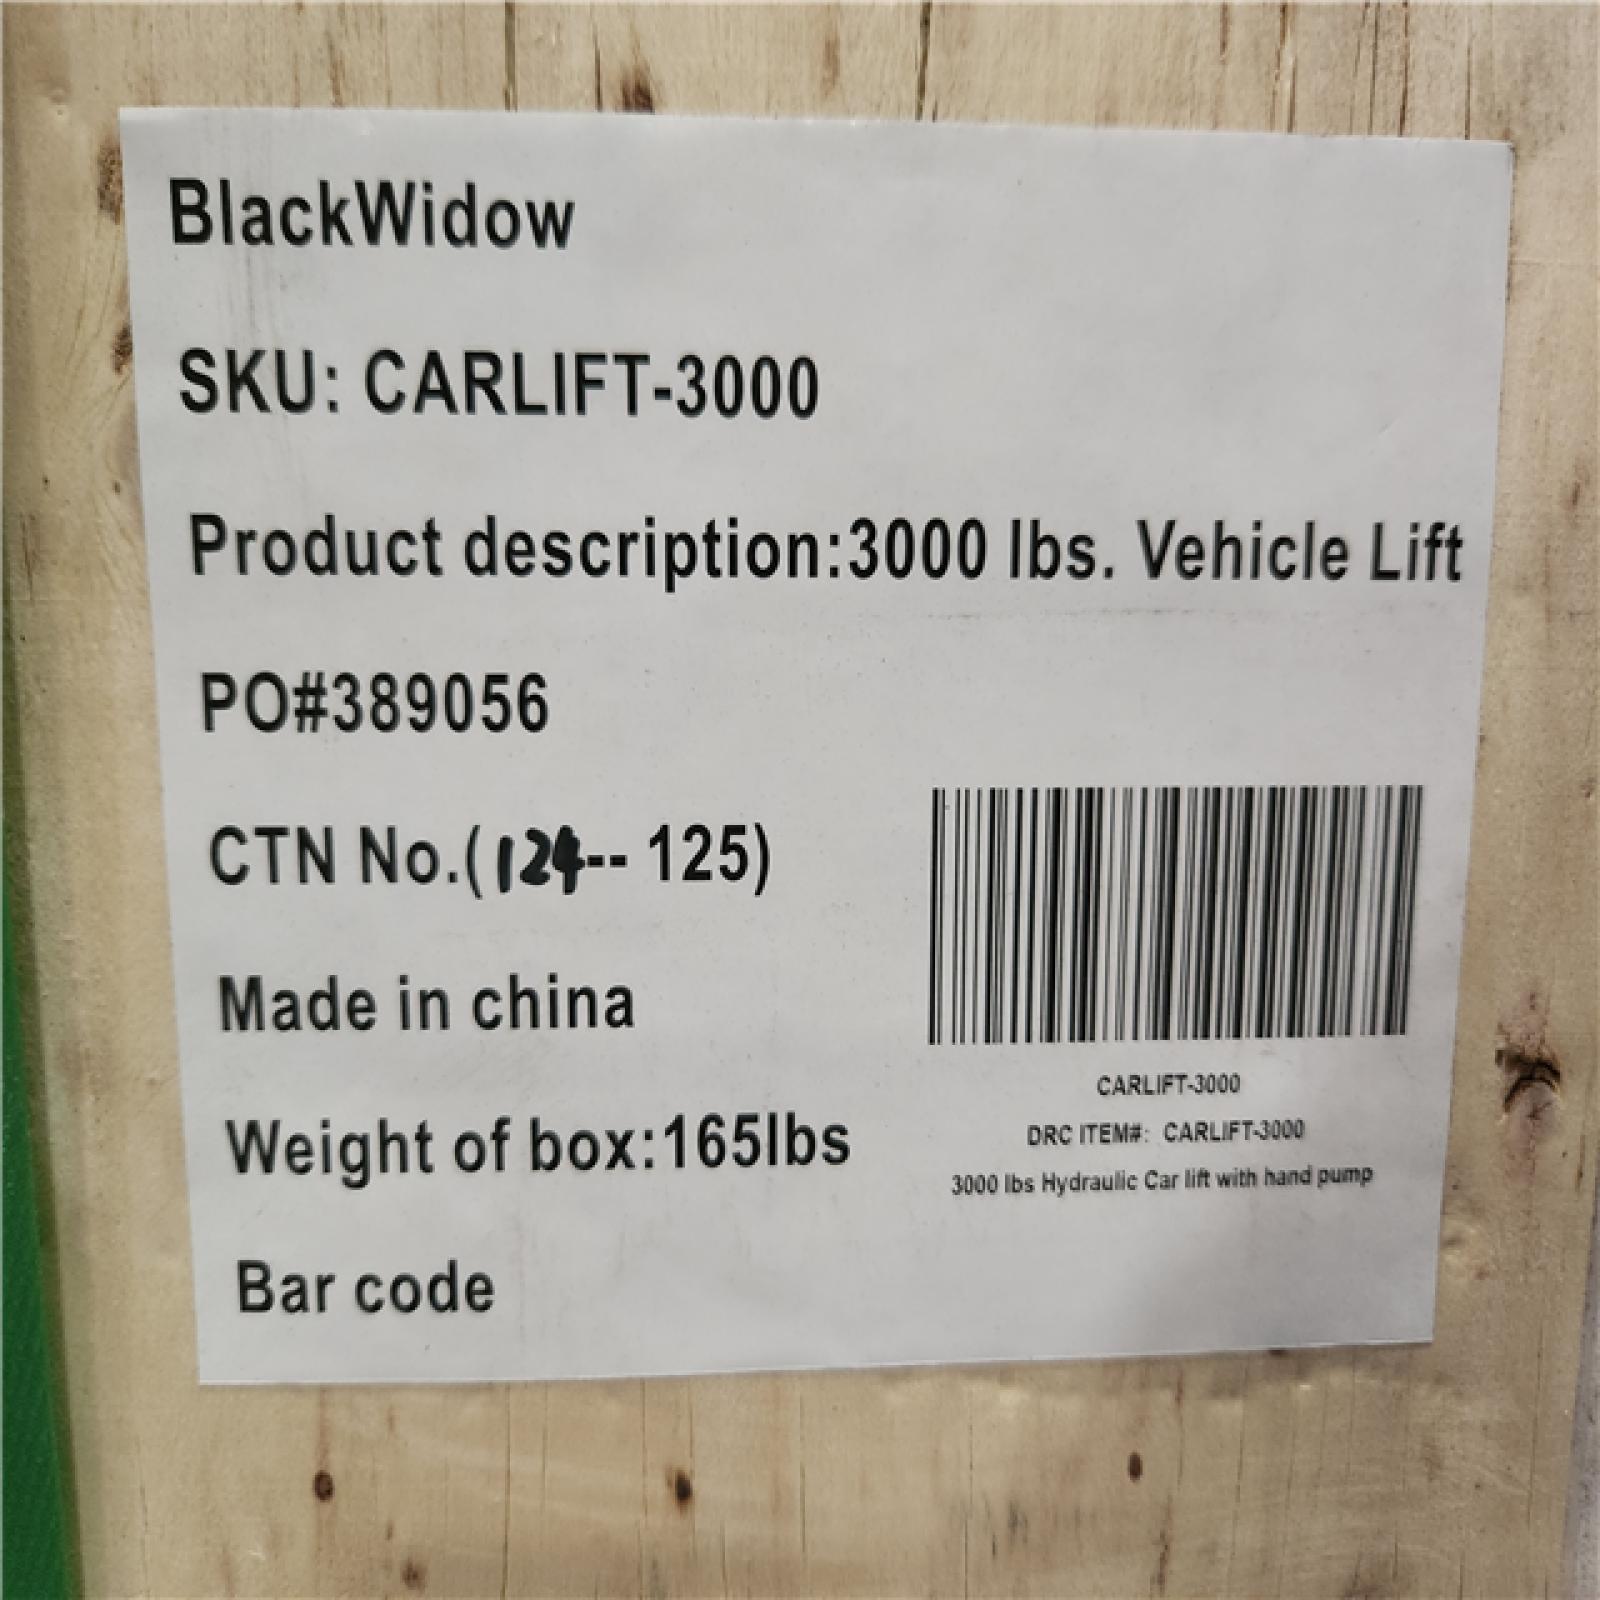 BlackWidow
SKU: CARLIFT-3000
Product description:3000 lbs. Vehicle Lift
PO#389056
CTN No.(124-- 125)
Made in china
Weight of box:165lbs
Bar code
CARLIFT-3000
DRC ITEM#: CARLIFT-3000
3000 lbs Hydraulic Car lift with hand pump